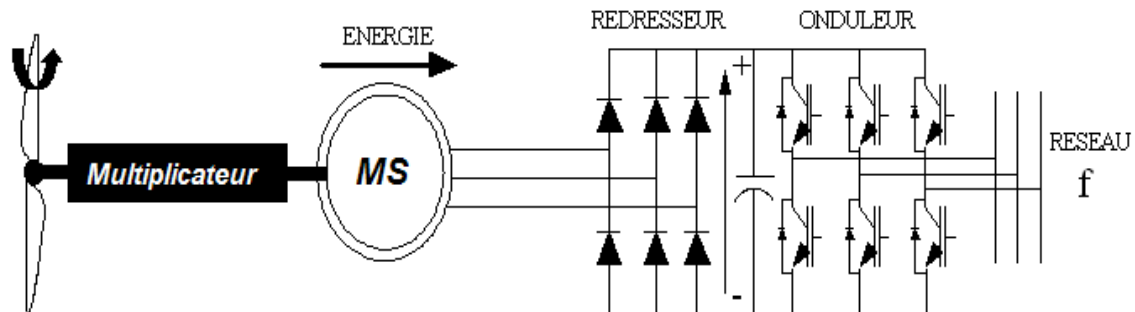 REDRESSEUR
ONDULEUR
ENERGIE
+
Multiplicateur
MS
RESEAU
f
-